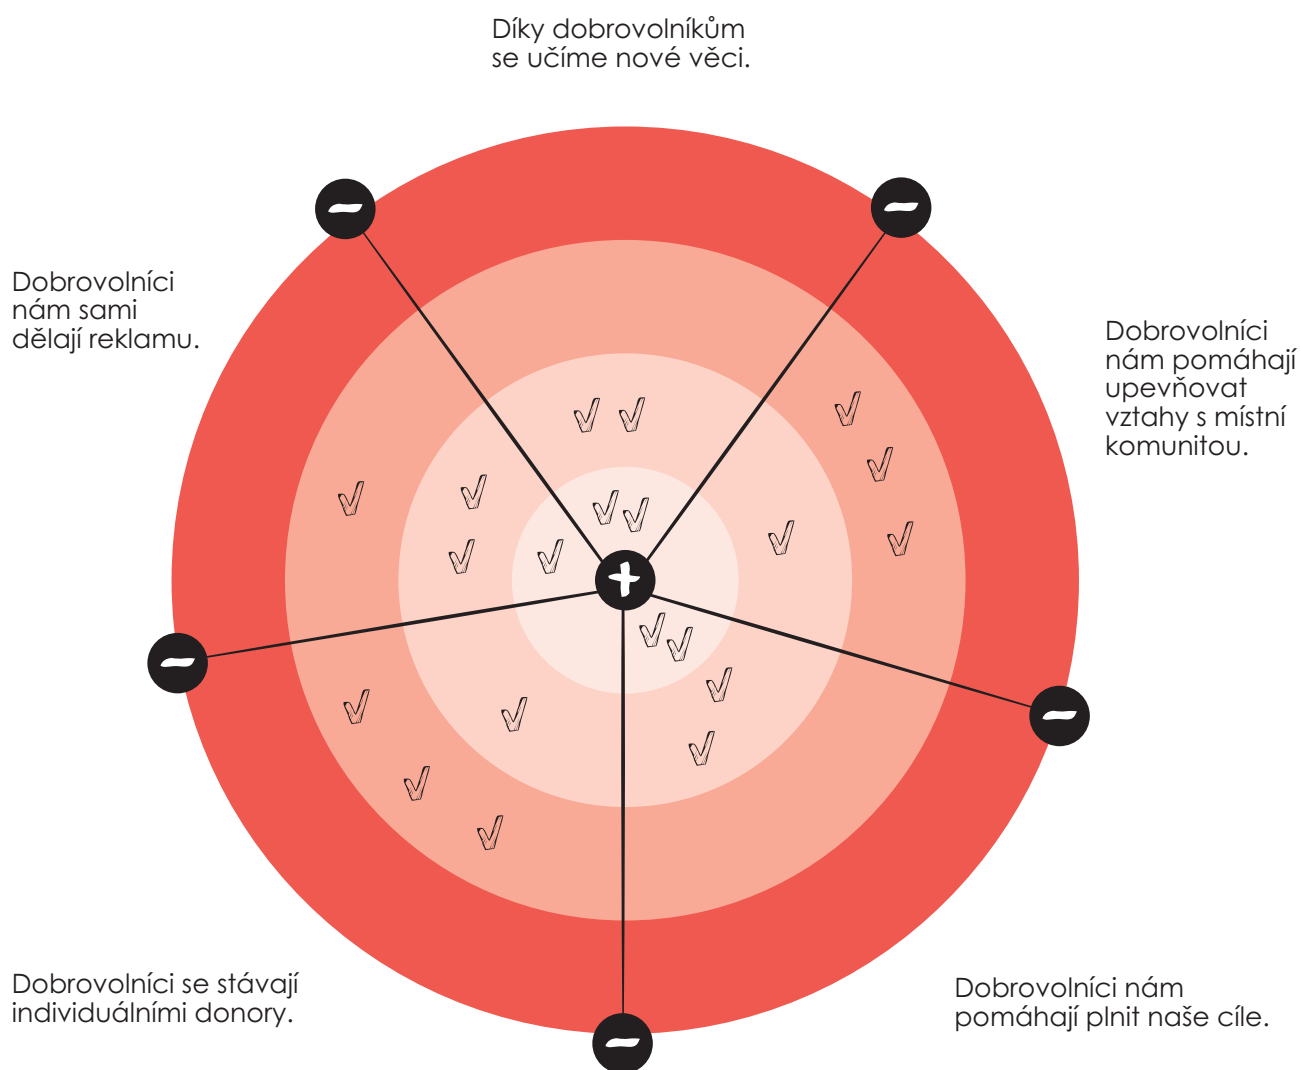 Díky dobrovolníkům
se učíme nové věci.
Dobrovolníci
nám sami
dělají reklamu.
Dobrovolníci
nám pomáhají
upevňovat
vztahy s místní
komunitou.
Dobrovolníci se stávají
individuálními donory.
Dobrovolníci nám
pomáhají plnit naše cíle.